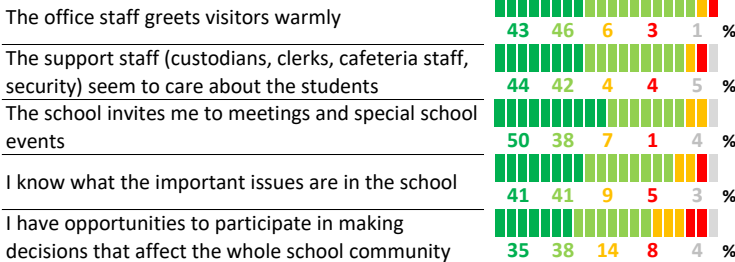 The office staff greets visitors warmly
43 46 6 3 1 %
The support staff (custodians, clerks, cafeteria staff,
security) seem to care about the students
44 42 4 4 5 %
The school invites me to meetings and special school
events
50 38 7 1 4 %
I know what the important issues are in the school
41 41 9 5 3 %
I have opportunities to participate in making
decisions that affect the whole school community
35 38 14 8 4 %